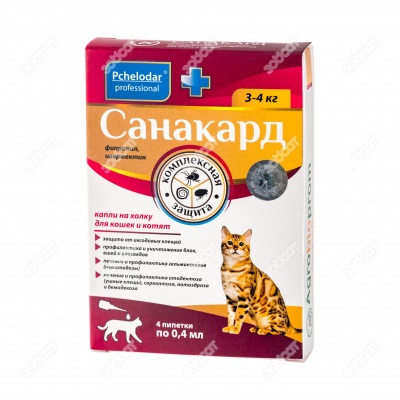 Pchelodar
professional
3-4 кг
Санакард
фипронил,
ивермектин
КОМПЛЕКСНАЯ
ЗАЩИТА
капли на холку
для кошек и котят
защита от иксодовых клещей
профилактика и уничтожение блох,
вшей и власоедов
лечение и профилактика гельминтозов
(нематодозы)
лечение и профилактика отодектоза
(ушные клещи), саркоптоза, нотоэдроза
и демодекоза
4 пипетки
по 0,4 мл
Agrobioprom